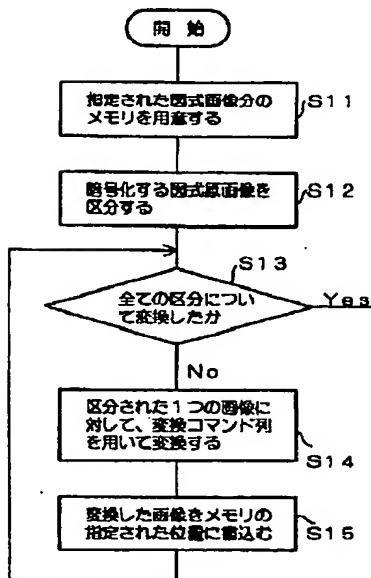 開 始
指定された図式画像分の
メモリを用意する
S11
暗号化する図式原画像を
区分する
S12
S13
全ての区分につい
て変換したか
Yes
No
区分された1つの画像に
対して、変換コマンド列
を用いて変換する
S14
変換した画像をメモリの
指定された位置に書込む
S15